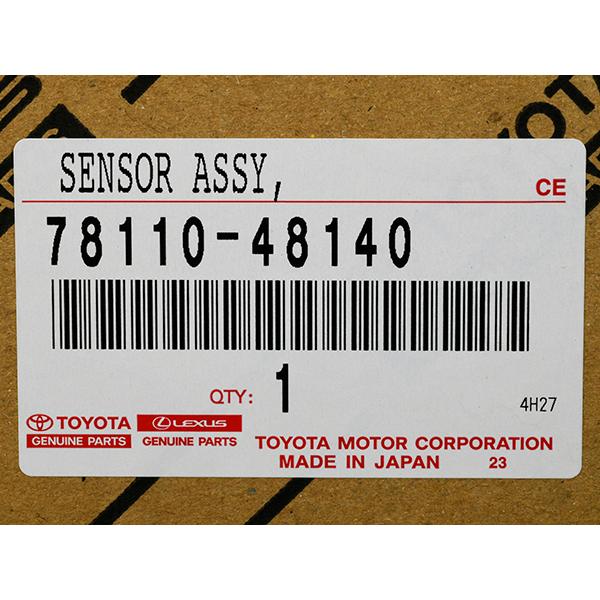 SENSOR ASSY,
CE
78110-48140
QTY: 1
4H27
TOYOTA LEXUS
GENUINE PARTS GENUINE PARTS
TOYOTA MOTOR CORPORATION
MADE IN JAPAN 23